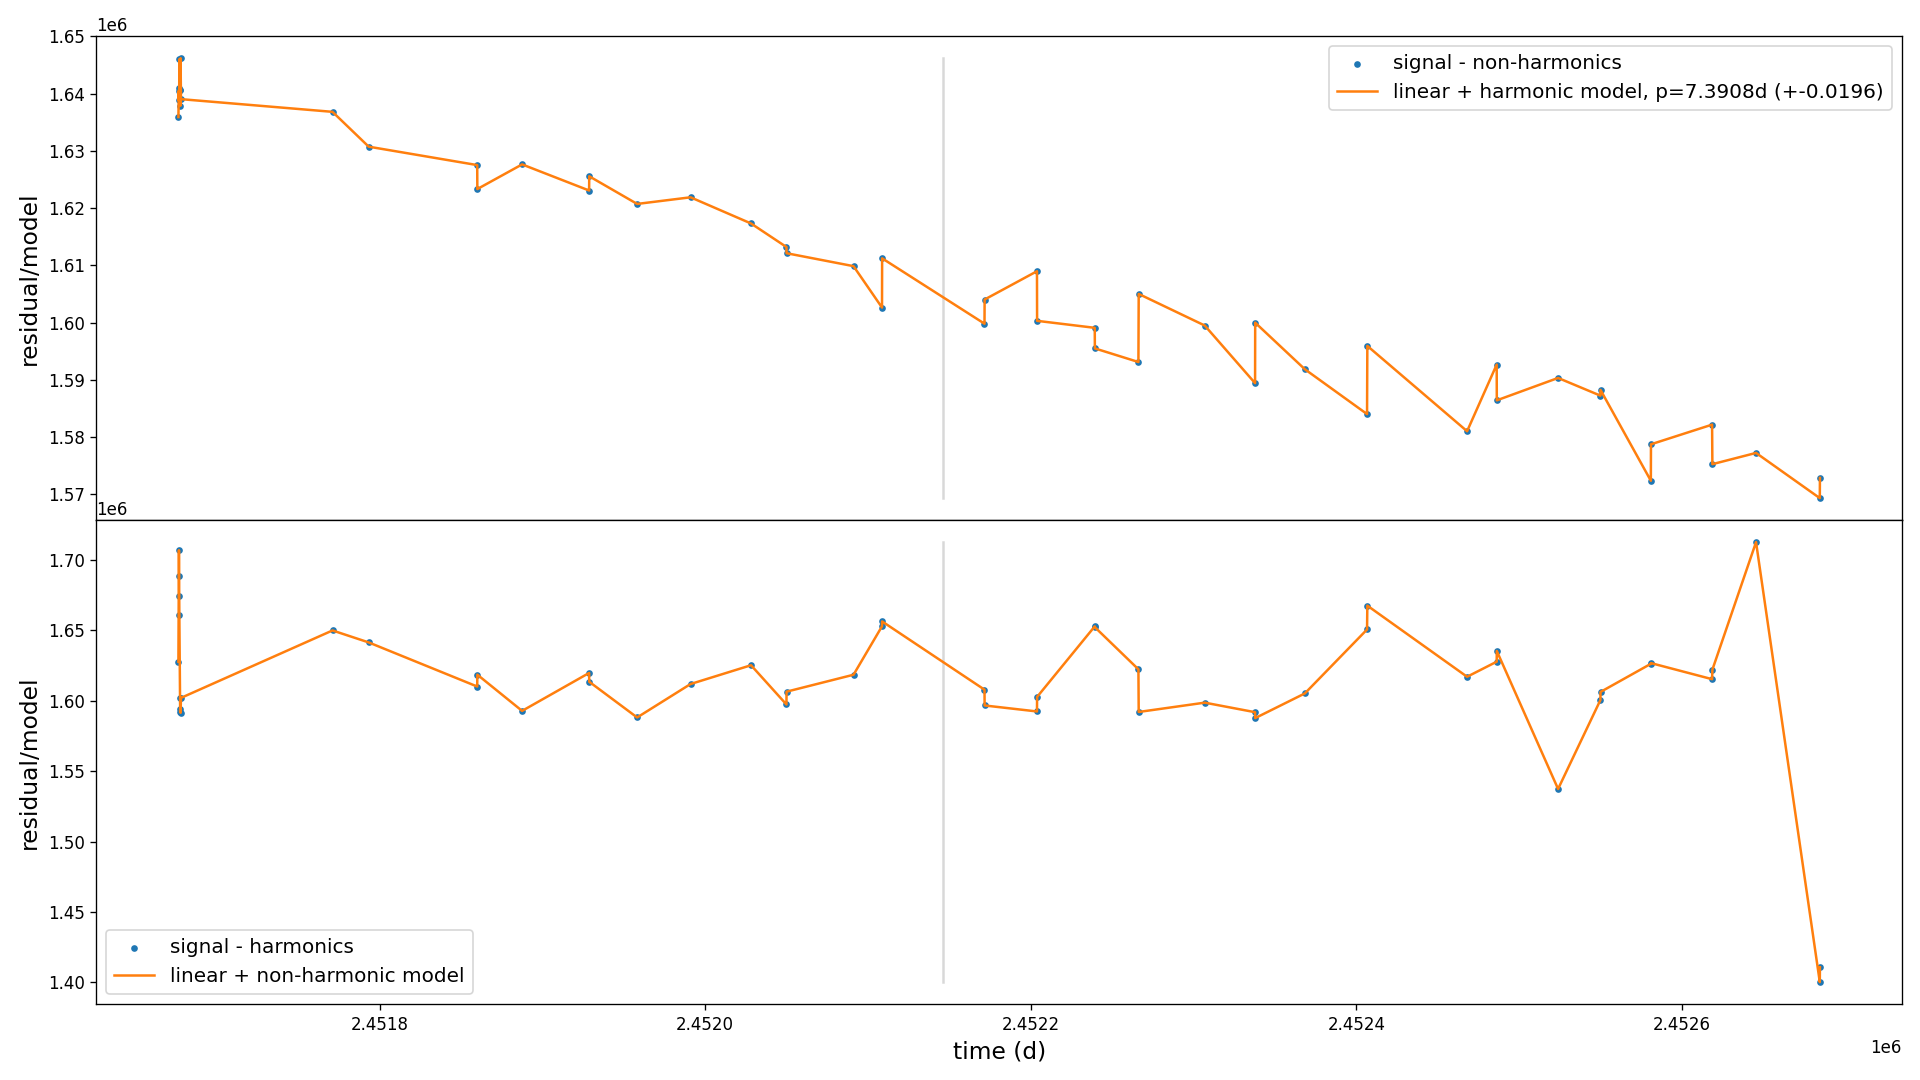 1e6
1.65
1.64
1.63
1.62
1.61
1.60
1.59
1.58
1.57
residual/model
signal - non-harmonics
linear + harmonic model, p=7.3908d (+-0.0196)
1e6
1.70
1.65
1.60
1.55
1.50
1.45
1.40
residual/model
signal - harmonics
linear + non-harmonic model
2.4518
2.4520
2.4522
2.4524
2.4526
time (d)
1e6